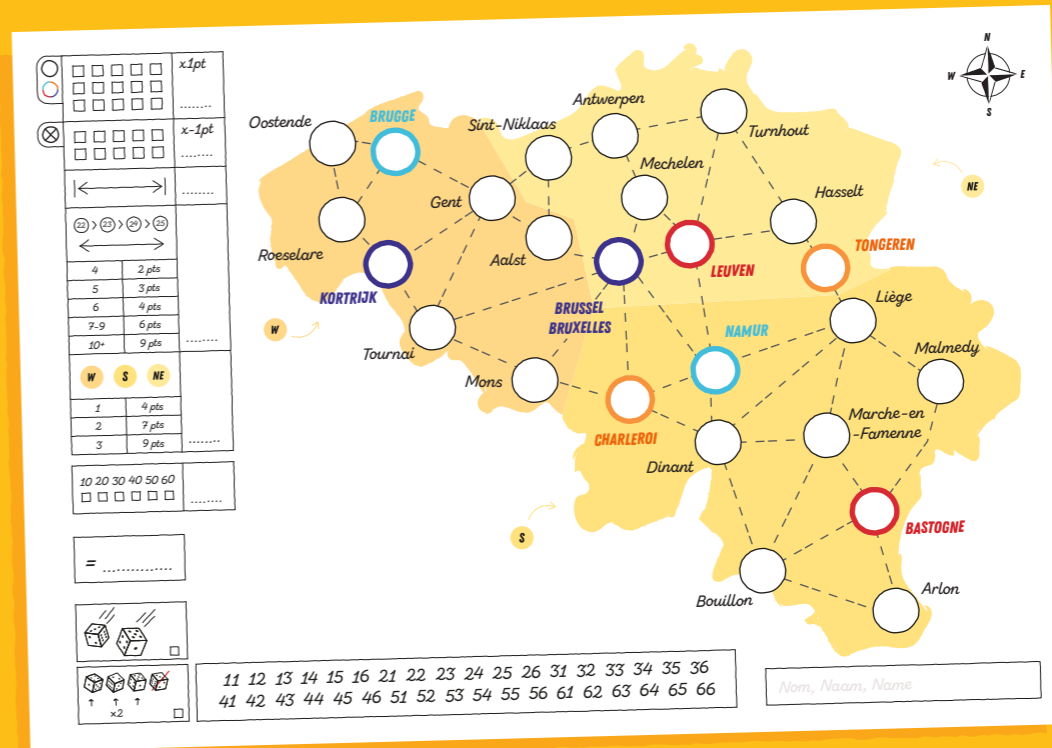 x1pt
x-1pt
22 > 23 > 24 > 25
4 2 pts
5 3 pts
6 4 pts
7-9 6 pts
10+ 9 pts
W S NE
1 4 pts
2 7 pts
3 9 pts
10 20 30 40 50 60
= ..............
x2
N
W E
S
Antwerpen
Oostende
BRUGGE
Sint-Niklaas
Turnhout
Mechelen
NE
Gent
Hasselt
Roeselare
Aalst
TONGEREN
LEUVEN
KORTRIJK
BRUSSEL
BRUXELLES
Liège
W
NAMUR
Tournai
Malmedy
Mons
Marche-en
-Famenne
CHARLEROI
Dinant
S
BASTOGNE
Bouillon
Arlon
11 12 13 14 15 16 21 22 23 24 25 26 31 32 33 34 35 36
41 42 43 44 45 46 51 52 53 54 55 56 61 62 63 64 65 66
Nom, Naam, Name